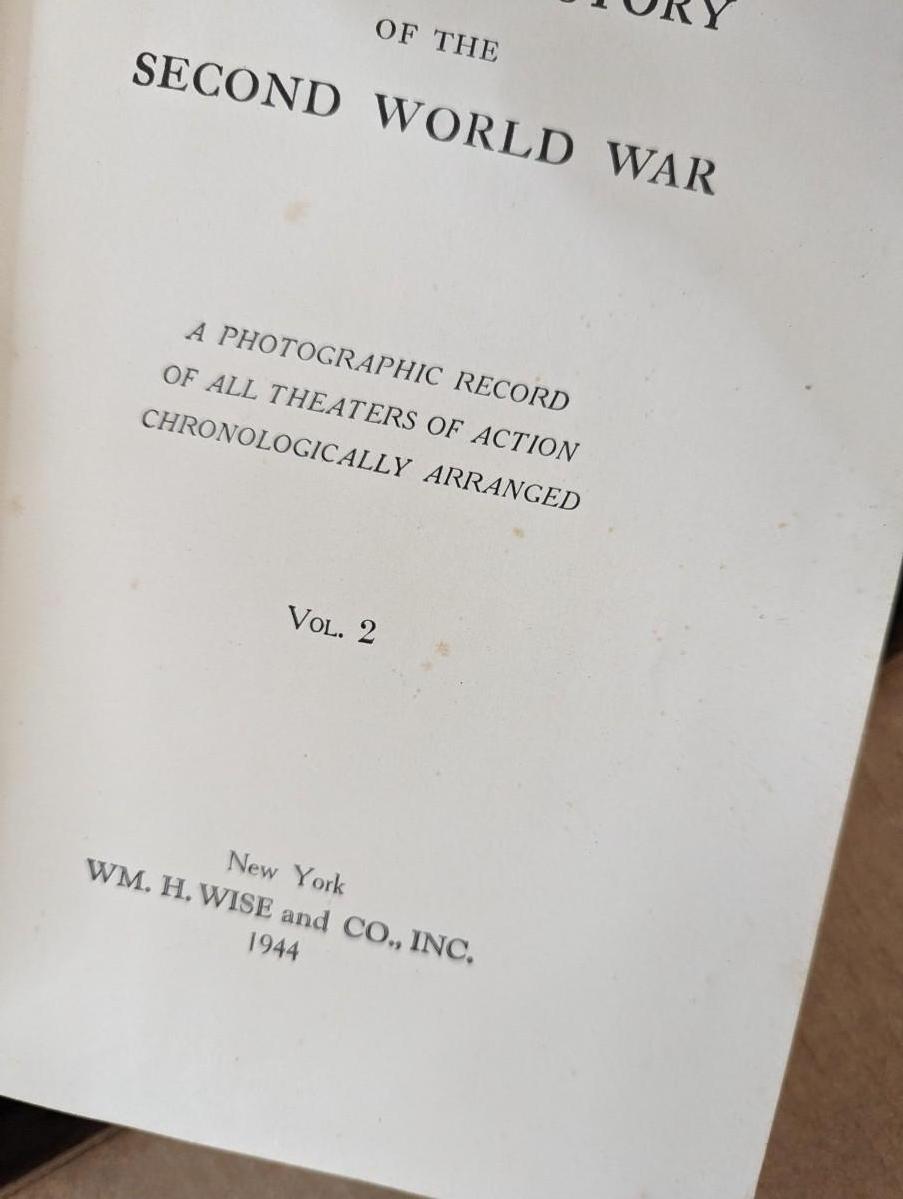 OF THE
SECOND WORLD WAR
A PHOTOGRAPHIC RECORD
OF ALL THEATERS OF ACTION
CHRONOLOGICALLY ARRANGED
VOL. 2
New York
WM. H. WISE and CO., INC.
1944